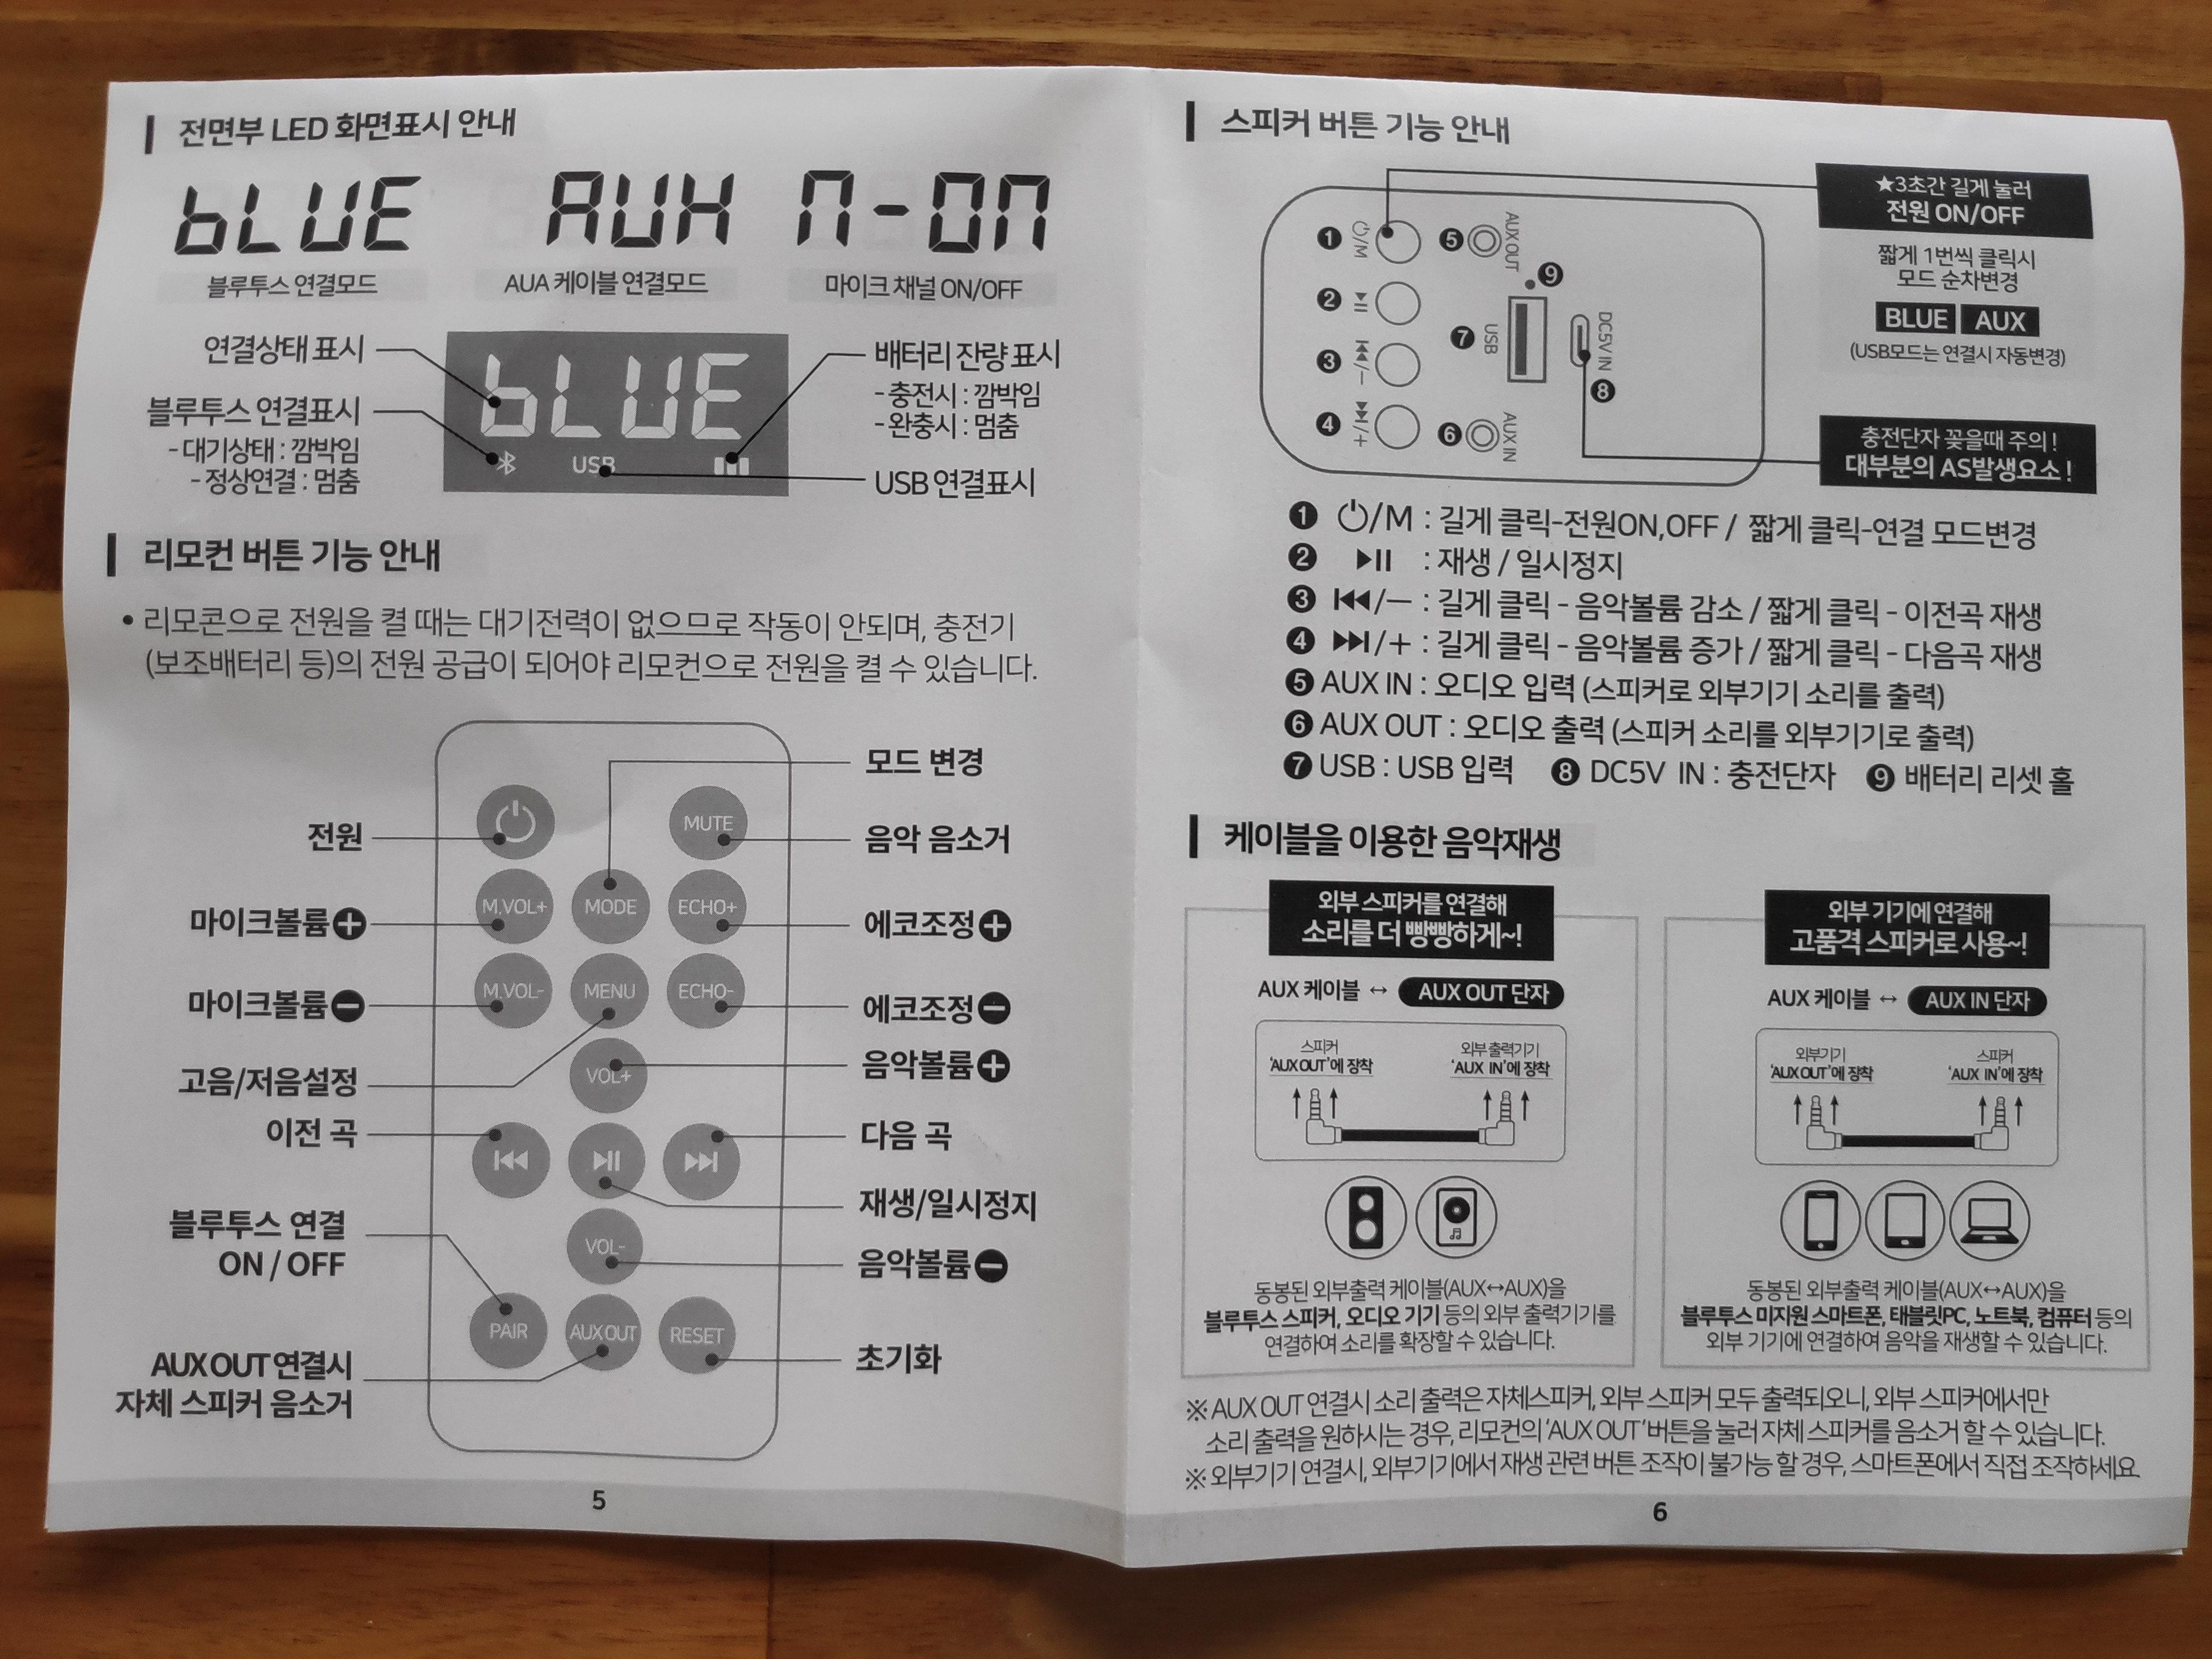 전면부 LED 화면표시 안내
bLUE
AUX
M-ON
블루투스 연결모드
AUA 케이블 연결모드
마이크 채널 ON/OFF
연결상태 표시
블루투스 연결표시
- 대기상태 : 깜박임
- 정상연결 : 멈춤
bLUE
USB
배터리 잔량 표시
- 충전시 : 깜박임
- 완충시 : 멈춤
USB 연결표시
리모컨 버튼 기능 안내
• 리모콘으로 전원을 켤 때는 대기전력이 없으므로 작동이 안되며, 충전기
(보조배터리 등)의 전원 공급이 되어야 리모컨으로 전원을 켤 수 있습니다.
모드 변경
전원
MUTE
음악 음소거
마이크볼륨➕
M.VOL+
MODE
ECHO+
에코조정➕
마이크볼륨➖
M.VOL-
MENU
ECHO-
에코조정➖
고음/저음설정
VOL+
음악볼륨➕
이전 곡
다음 곡
재생/일시정지
블루투스 연결
ON / OFF
VOL-
음악볼륨➖
PAIR
AUX OUT
RESET
AUX OUT 연결시
자체 스피커 음소거
초기화
5
스피커 버튼 기능 안내
❶ ⏻/M
❷ ▶II
❸ I◀◀/—
❹ ▶▶I/+
❺ AUX OUT
❻ AUX IN
❼ USB
❽ DC5V IN
❾
★3초간 길게 눌러
전원 ON/OFF
짧게 1번씩 클릭시
모드 순차변경
BLUE AUX
(USB모드는 연결시 자동변경)
충전단자 꽂을때 주의 !
대부분의 AS발생요소 !
❶ ⏻/M : 길게 클릭-전원ON,OFF / 짧게 클릭-연결 모드변경
❷ ▶II : 재생 / 일시정지
❸ I◀◀/— : 길게 클릭 - 음악볼륨 감소 / 짧게 클릭 - 이전곡 재생
❹ ▶▶I/+ : 길게 클릭 - 음악볼륨 증가 / 짧게 클릭 - 다음곡 재생
❺ AUX IN : 오디오 입력 (스피커로 외부기기 소리를 출력)
❻ AUX OUT : 오디오 출력 (스피커 소리를 외부기기로 출력)
❼ USB : USB 입력 ❽ DC5V IN : 충전단자 ❾ 배터리 리셋 홀
케이블을 이용한 음악재생
외부 스피커를 연결해
소리를 더 빵빵하게~!
AUX 케이블 ↔ AUX OUT 단자
스피커
'AUX OUT'에 장착
외부 출력기기
'AUX IN'에 장착
동봉된 외부출력 케이블(AUX↔AUX)을
블루투스 스피커, 오디오 기기 등의 외부 출력기기를
연결하여 소리를 확장할 수 있습니다.
외부 기기에 연결해
고품격 스피커로 사용~!
AUX 케이블 ↔ AUX IN 단자
외부기기
'AUX OUT'에 장착
스피커
'AUX IN'에 장착
동봉된 외부출력 케이블(AUX↔AUX)을
블루투스 미지원 스마트폰, 태블릿PC, 노트북, 컴퓨터 등의
외부 기기에 연결하여 음악을 재생할 수 있습니다.
※ AUX OUT 연결시 소리 출력은 자체스피커, 외부 스피커 모두 출력되오니, 외부 스피커에서만
소리 출력을 원하시는 경우, 리모컨의 'AUX OUT' 버튼을 눌러 자체 스피커를 음소거 할 수 있습니다.
※ 외부기기 연결시, 외부기기에서 재생 관련 버튼 조작이 불가능 할 경우, 스마트폰에서 직접 조작하세요.
6